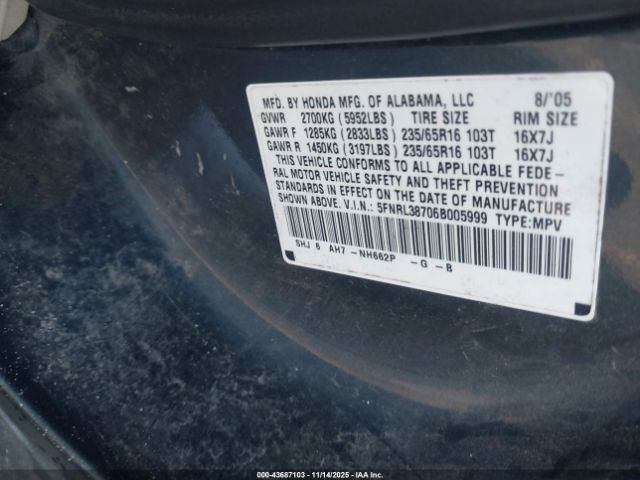 MFD. BY HONDA MFG. OF ALABAMA, LLC 8/'05
GVWR 2700KG (5952LBS) TIRE SIZE RIM SIZE
GAWR F 1285KG (2833LBS) 235/65R16 103T 16X7J
GAWR R 1450KG (3197LBS) 235/65R16 103T 16X7J
THIS VEHICLE CONFORMS TO ALL APPLICABLE FEDE-
RAL MOTOR VEHICLE SAFETY AND THEFT PREVENTION
STANDARDS IN EFFECT ON THE DATE OF MANUFACTURE
SHOWN ABOVE. V.I.N.: 5FNRL38706B005999 TYPE:MPV
SHJ 6 AH7 -NH662P -G -B
000-43687103 - 11/14/2025 - IAAI.COM